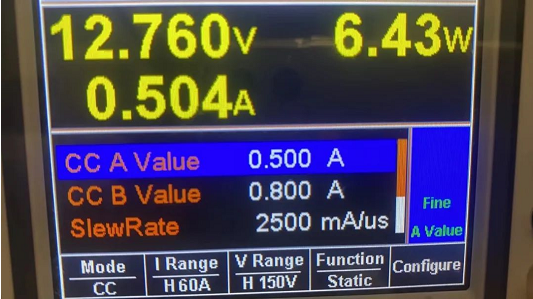 12.760V 6.43W
0.504A
CC A Value 0.500 A
CC B Value 0.800 A
SlewRate 2500 mA/us
Fine
A Value
Mode I Range V Range Function Configure
CC H 60A H 150V Static